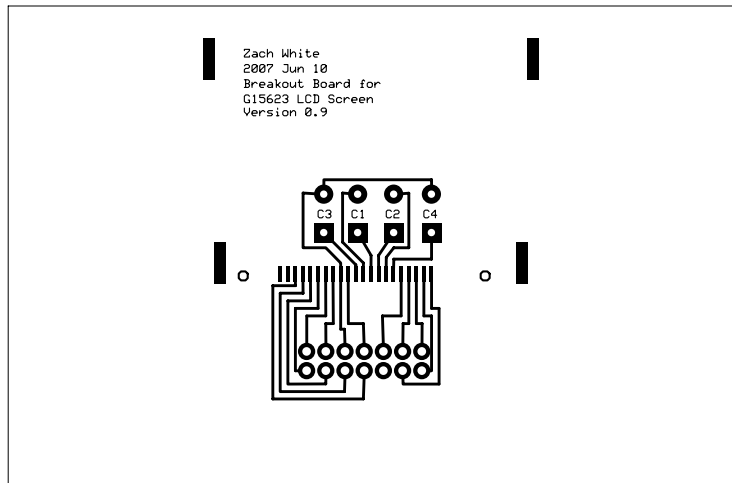 Zach White
2007 Jun 10
Breakout Board for
G15623 LCD Screen
Version 0.9
C3 C1 C2 C4